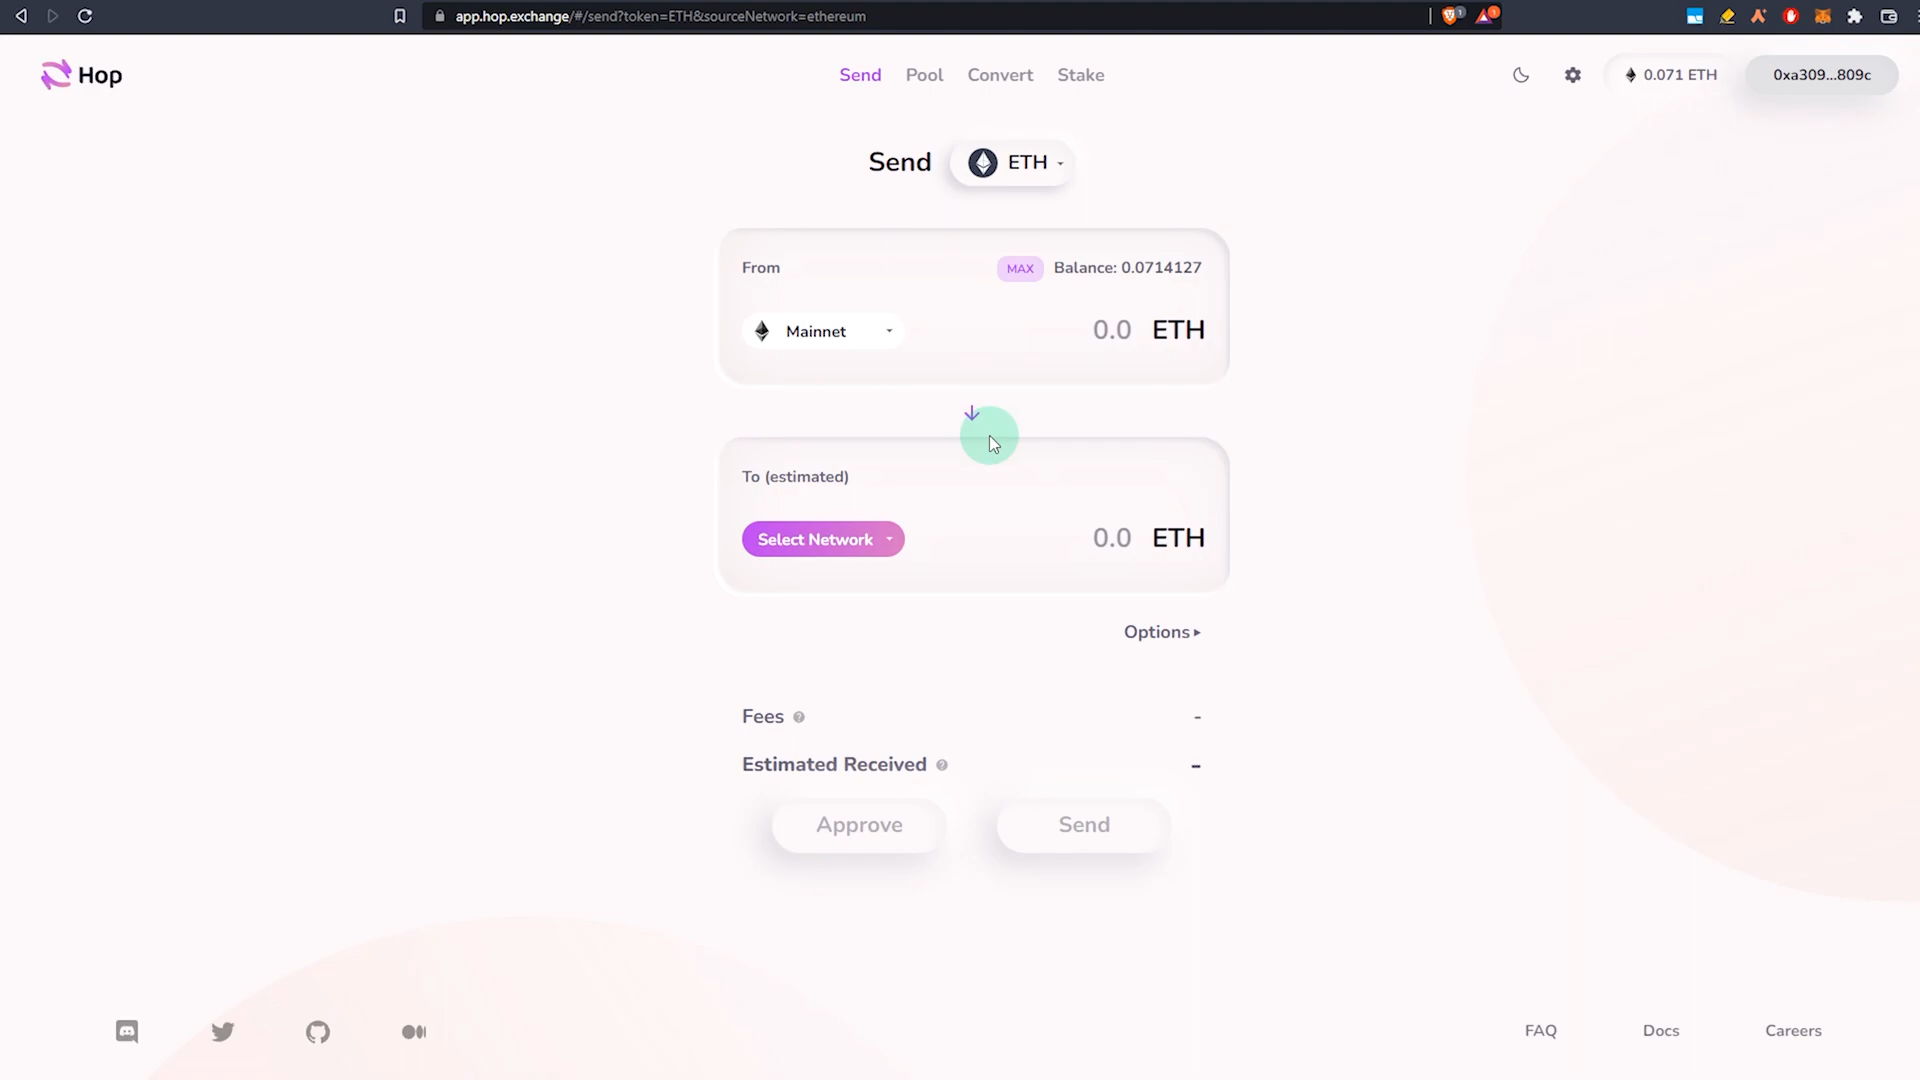 app.hop.exchange/#/send?token=ETH&sourceNetwork=ethereum
1
1
Hop
Send
Pool
Convert
Stake
0.071 ETH
0xa309...809c
Send
ETH
From
MAX
Balance: 0.0714127
Mainnet
0.0 ETH
To (estimated)
Select Network
0.0 ETH
Options
Fees
-
Estimated Received
-
Approve
Send
FAQ
Docs
Careers